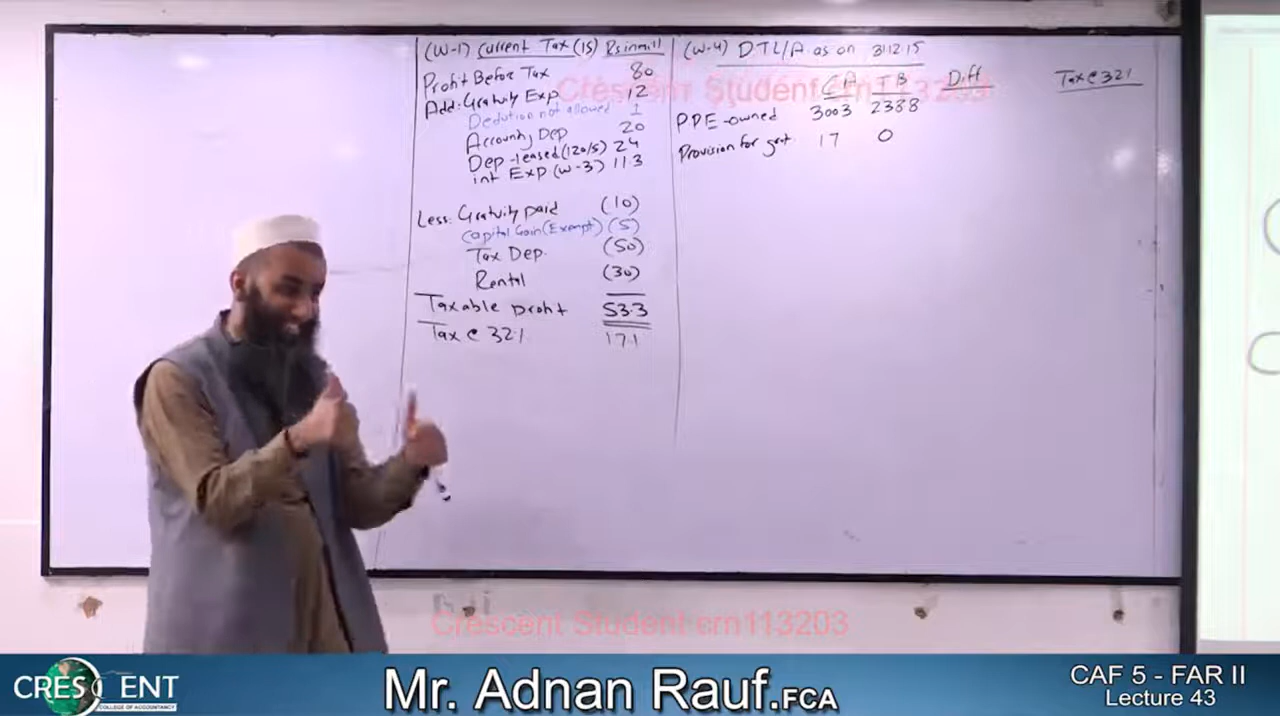 (W-1) Current Tax (15) Rs in mill
Profit Before Tax 80
Add: Gratuity Exp 12
Dedution not allowed 1
Accounty Dep 20
Dep-leased (120/5) 24
int Exp (W-3) 11.3
Less: Gratuity paid (10)
Capital Gain (Exempt) (5)
Tax Dep. (50)
Rental (30)
Taxable profit 53.3
Tax @ 32% 17.1
(W-4) DTL/A as on 31.12.15
CA TB Diff Tax @ 32%
PPE-owned 3003 2388
Provision for grat. 17 0
Crescent Student crn113203
Crescent Student crn113203
CRESCENT
COLLEGE OF ACCOUNTANCY
Mr. Adnan Rauf.FCA
CAF 5 - FAR II
Lecture 43